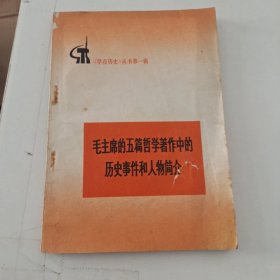 《学点历史》丛书第一辑
毛主席的五篇哲学著作中的
历史事件和人物简介